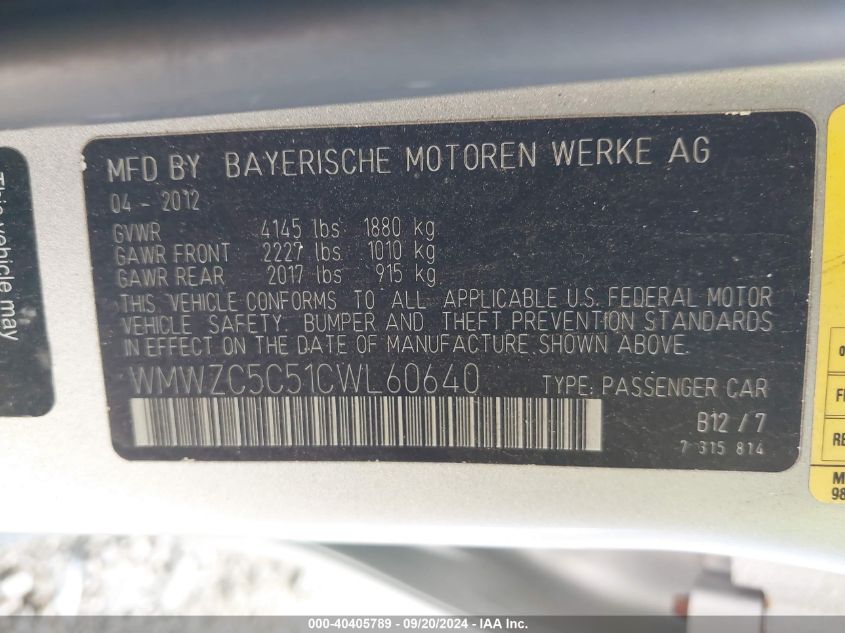 MFD BY BAYERISCHE MOTOREN WERKE AG
04 - 2012
GVWR 4145 lbs 1880 kg
GAWR FRONT 2227 lbs 1010 kg
GAWR REAR 2017 lbs 915 kg
THIS VEHICLE CONFORMS TO ALL APPLICABLE U.S. FEDERAL MOTOR
VEHICLE SAFETY, BUMPER AND THEFT PREVENTION STANDARDS
IN EFFECT ON THE DATE OF MANUFACTURE SHOWN ABOVE.
WMWZC5C51CWL60640 TYPE: PASSENGER CAR
B12 / 7
7 315 814
This vehicle may
000-40405789 - 09/20/2024 - IAA Inc.